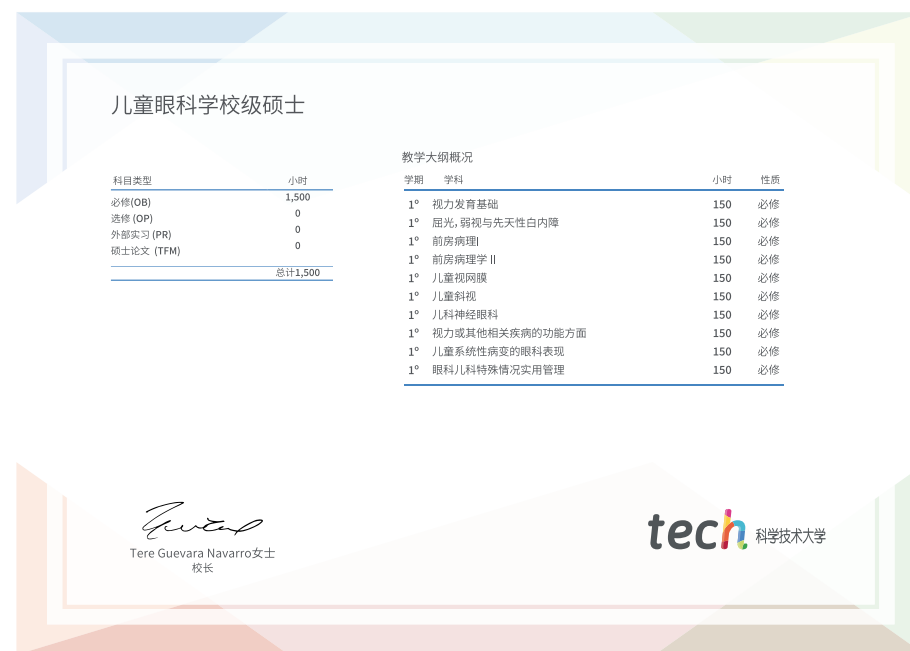 儿童眼科学校级硕士
科目类型 小时
必修(OB) 1,500
选修 (OP) 0
外部实习 (PR) 0
硕士论文 (TFM) 0
总计1,500
教学大纲概况
学期 学科 小时 性质
1º 视力发育基础 150 必修
1º 屈光,弱视与先天性白内障 150 必修
1º 前房病理I 150 必修
1º 前房病理学 II 150 必修
1º 儿童视网膜 150 必修
1º 儿童斜视 150 必修
1º 儿科神经眼科 150 必修
1º 视力或其他相关疾病的功能方面 150 必修
1º 儿童系统性病变的眼科表现 150 必修
1º 眼科儿科特殊情况实用管理 150 必修
Tere Guevara Navarro女士
校长
tech 科学技术大学